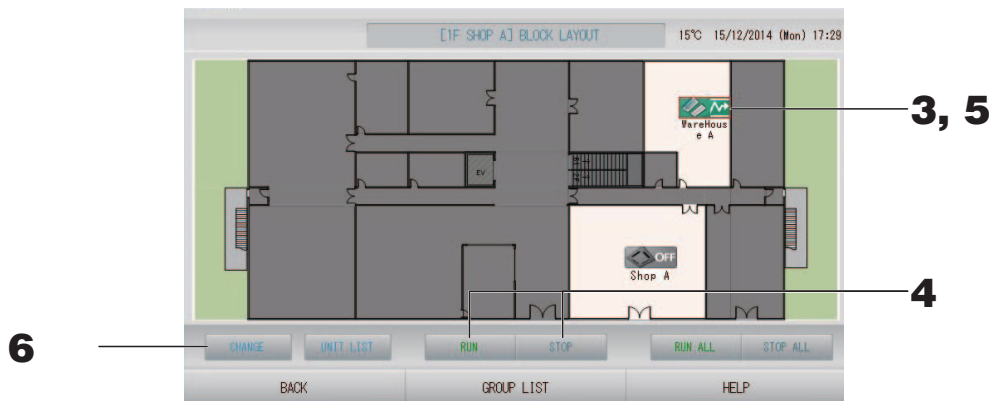 [1F SHOP A] BLOCK LAYOUT
15℃ 15/12/2014 (Mon) 17:29
WareHous
e A
3, 5
EV
OFF
Shop A
4
6
CHANGE
UNIT LIST
RUN
STOP
RUN ALL
STOP ALL
BACK
GROUP LIST
HELP